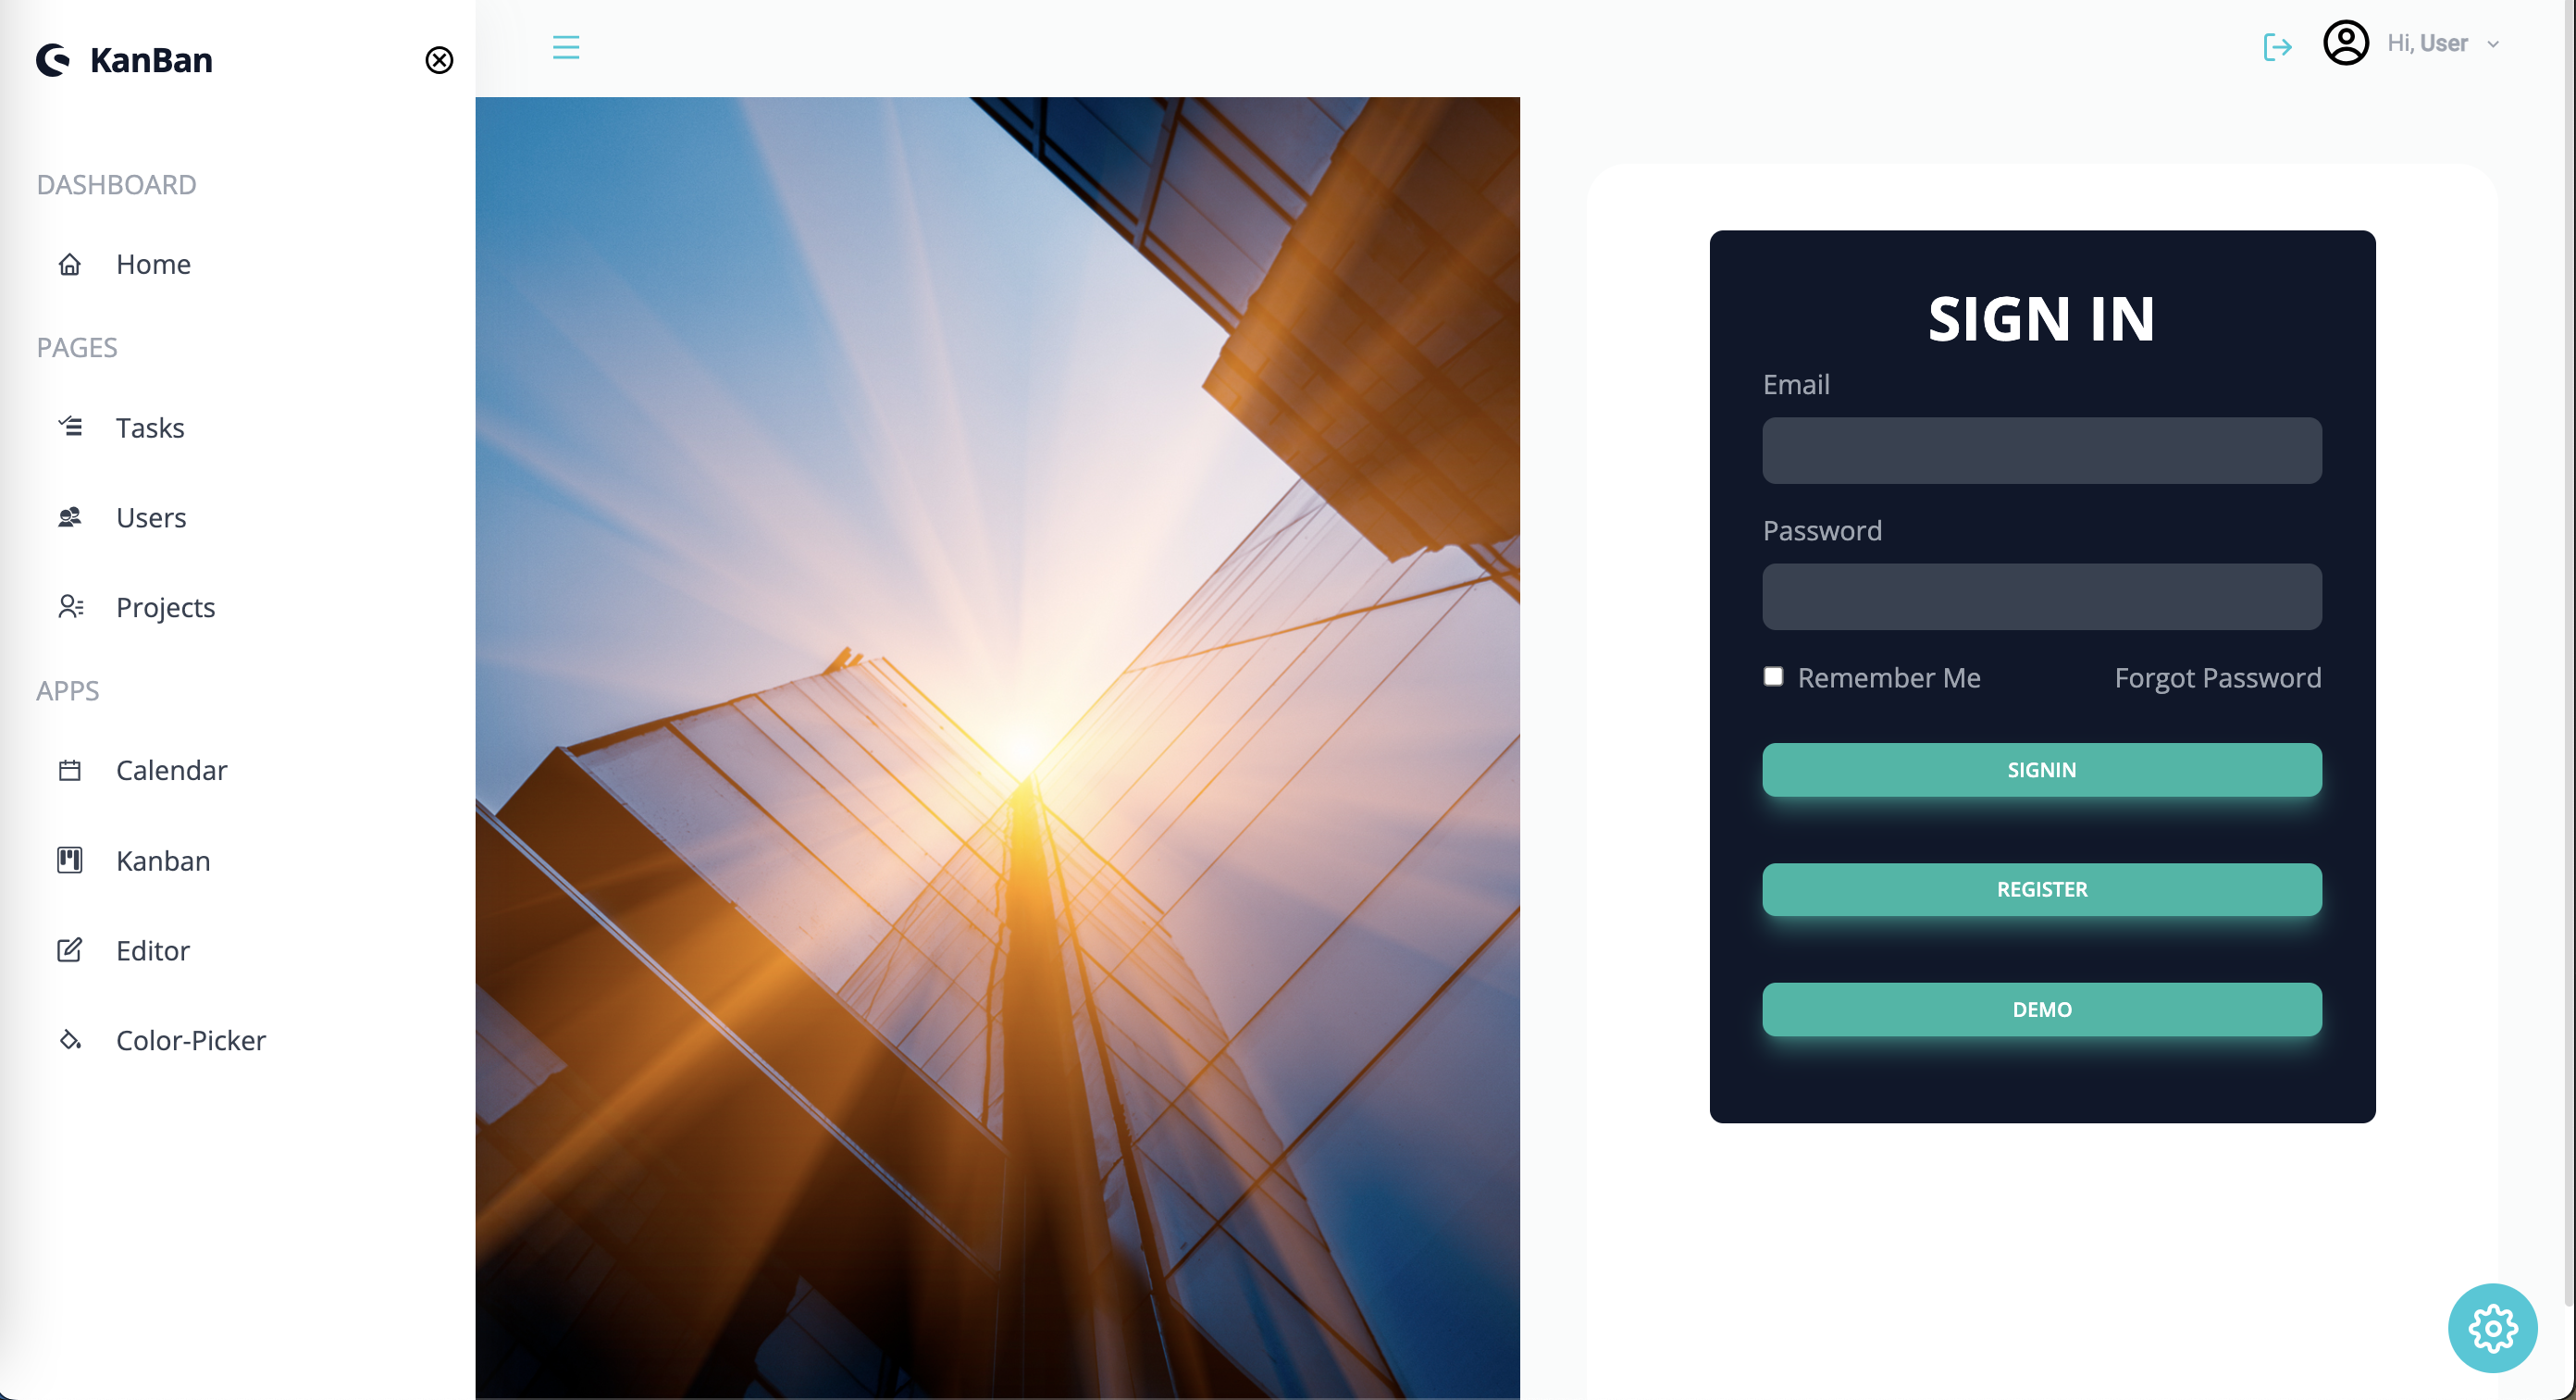 KanBan
DASHBOARD
Home
PAGES
Tasks
Users
Projects
APPS
Calendar
Kanban
Editor
Color-Picker
Hi, User
SIGN IN
Email
Password
Remember Me Forgot Password
SIGNIN
REGISTER
DEMO